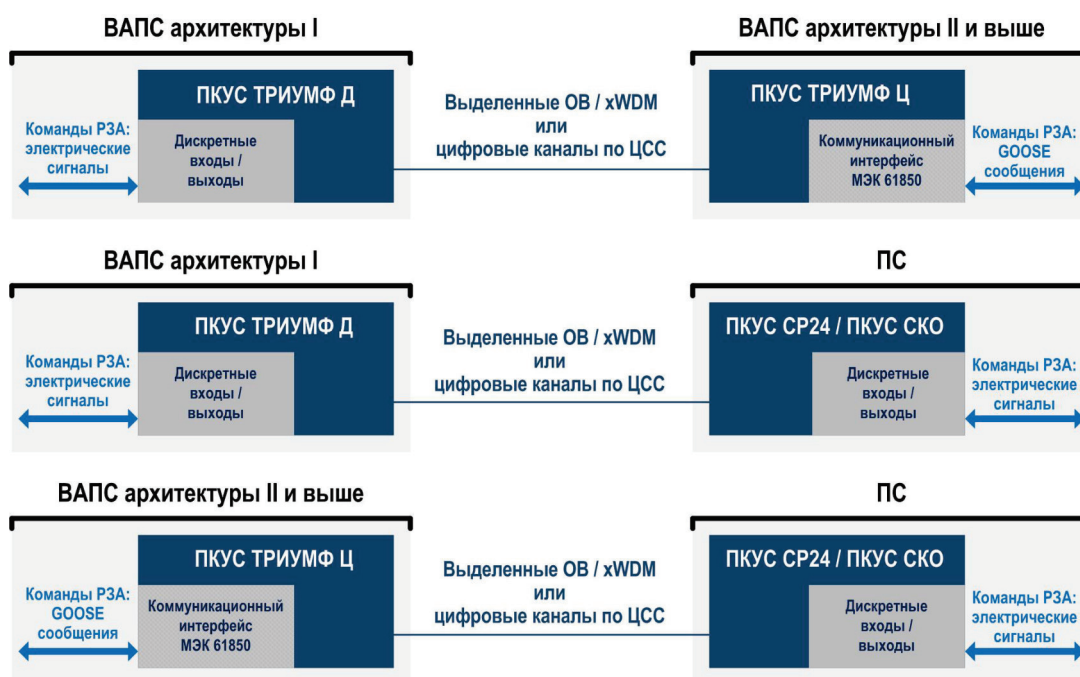 ВАПС архитектуры I
ВАПС архитектуры II и выше
ПКУС ТРИУМФ Д
Команды РЗА:
электрические
сигналы
Дискретные
входы /
выходы
Выделенные ОВ / xWDM
или
цифровые каналы по ЦСС
ПКУС ТРИУМФ Ц
Коммуникационный
интерфейс
МЭК 61850
Команды РЗА:
GOOSE
сообщения
ВАПС архитектуры I
ПС
ПКУС ТРИУМФ Д
Команды РЗА:
электрические
сигналы
Дискретные
входы /
выходы
Выделенные ОВ / xWDM
или
цифровые каналы по ЦСС
ПКУС СР24 / ПКУС СКО
Дискретные
входы /
выходы
Команды РЗА:
электрические
сигналы
ВАПС архитектуры II и выше
ПС
ПКУС ТРИУМФ Ц
Команды РЗА:
GOOSE
сообщения
Коммуникационный
интерфейс
МЭК 61850
Выделенные ОВ / xWDM
или
цифровые каналы по ЦСС
ПКУС СР24 / ПКУС СКО
Дискретные
входы /
выходы
Команды РЗА:
электрические
сигналы